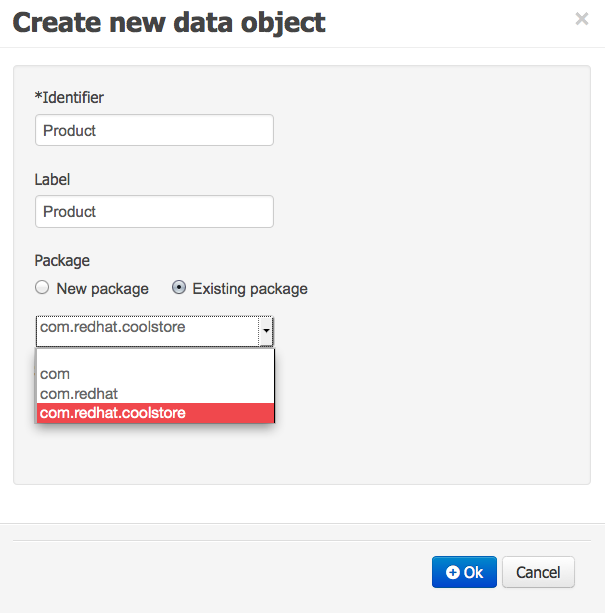 Create new data object
×
*Identifier
Product
Label
Product
Package
New package Existing package
com.redhat.coolstore
com
com.redhat
com.redhat.coolstore
Ok Cancel